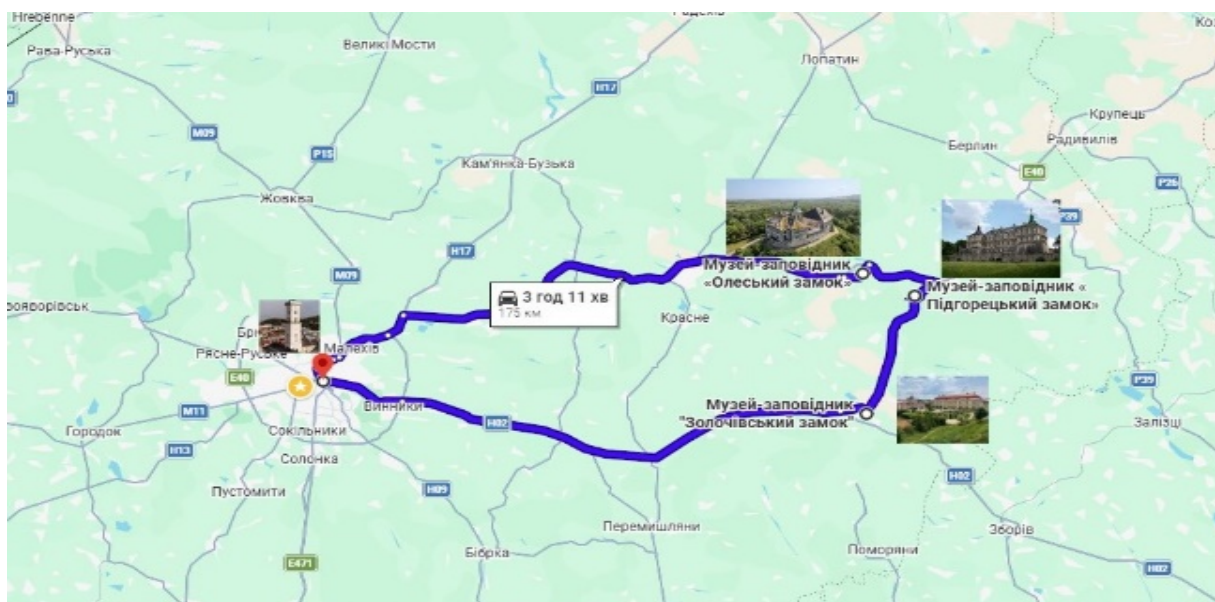 Hrebenne
Радехів
Рава-Руська
Великі Мости
Лопатин
H17
Крупець
M09
Берлин
Радивилів
P15
Кам'янка-Бузька
E40
P26
Жовква
P39
H17
M09
Музей-заповідник
«Олеський замок»
Музей-заповідник «
Підгорецький замок»
3 год 11 хв
175 км
Красне
Малехів
Рясне-Руське
E40
P39
M11
Винники
Музей-заповідник
"Золочівський замок"
H02
Городок
Сокільники
Залізці
H13
Солонка
H02
Пустомити
H09
Перемишляни
Зборів
Бібрка
Поморяни
E471
H02